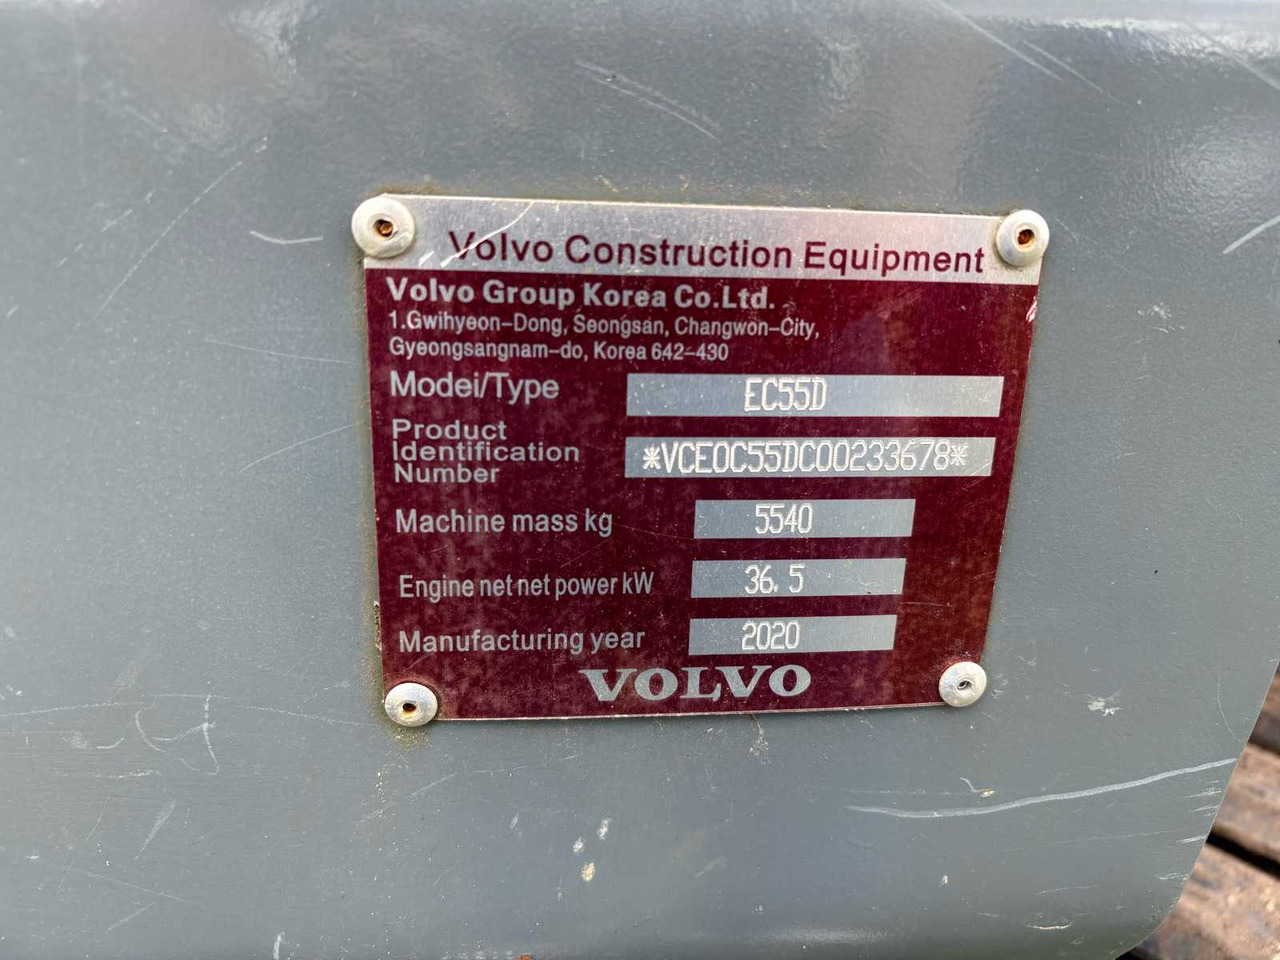 Volvo Construction Equipment
Volvo Group Korea Co.Ltd.
1.Gwihyeon-Dong, Seongsan, Changwon-City,
Gyeongsangnam-do, Korea 642-430
Modei/Type EC55D
Product
Identification
Number *VCE0C55DC00233678*
Machine mass kg 5540
Engine net net power kW 36.5
Manufacturing year 2020
VOLVO